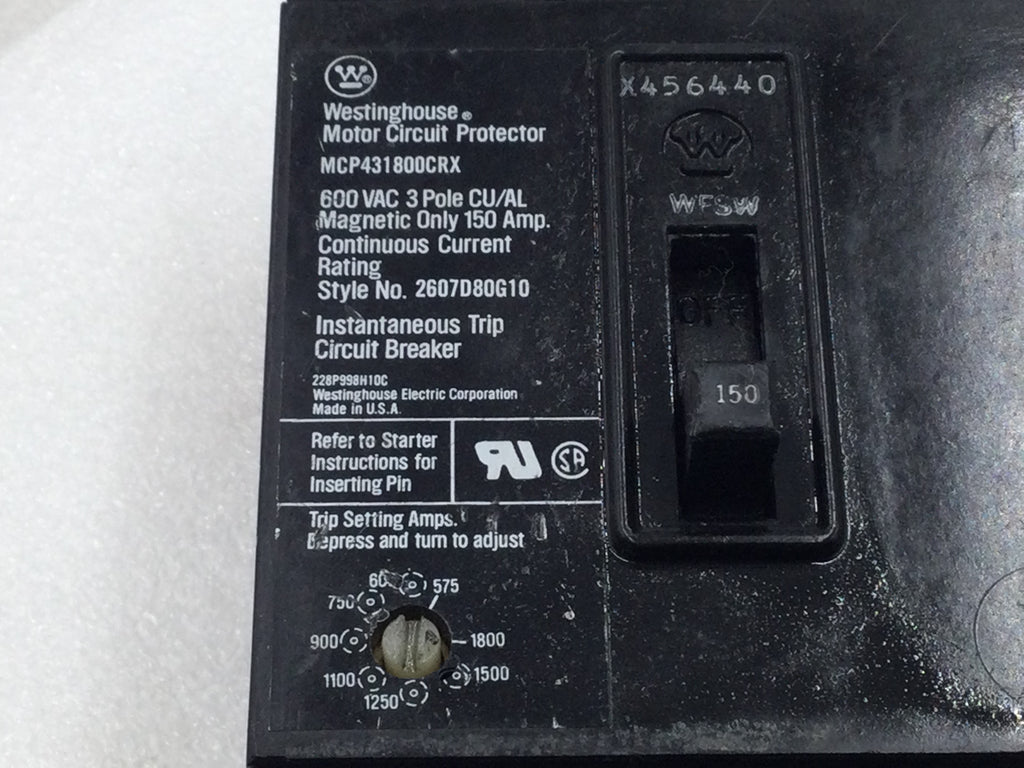 W®
Westinghouse®
Motor Circuit Protector
MCP431800CRX
600 VAC 3 Pole CU/AL
Magnetic Only 150 Amp.
Continuous Current
Rating
Style No. 2607D80G10
Instantaneous Trip
Circuit Breaker
228P998H10C
Westinghouse Electric Corporation
Made in U.S.A.
Refer to Starter
Instructions for
Inserting Pin
Trip Setting Amps.
Depress and turn to adjust
575
750
900
1800
1100
1500
1250
X456440
W
WFSW
OFF
150